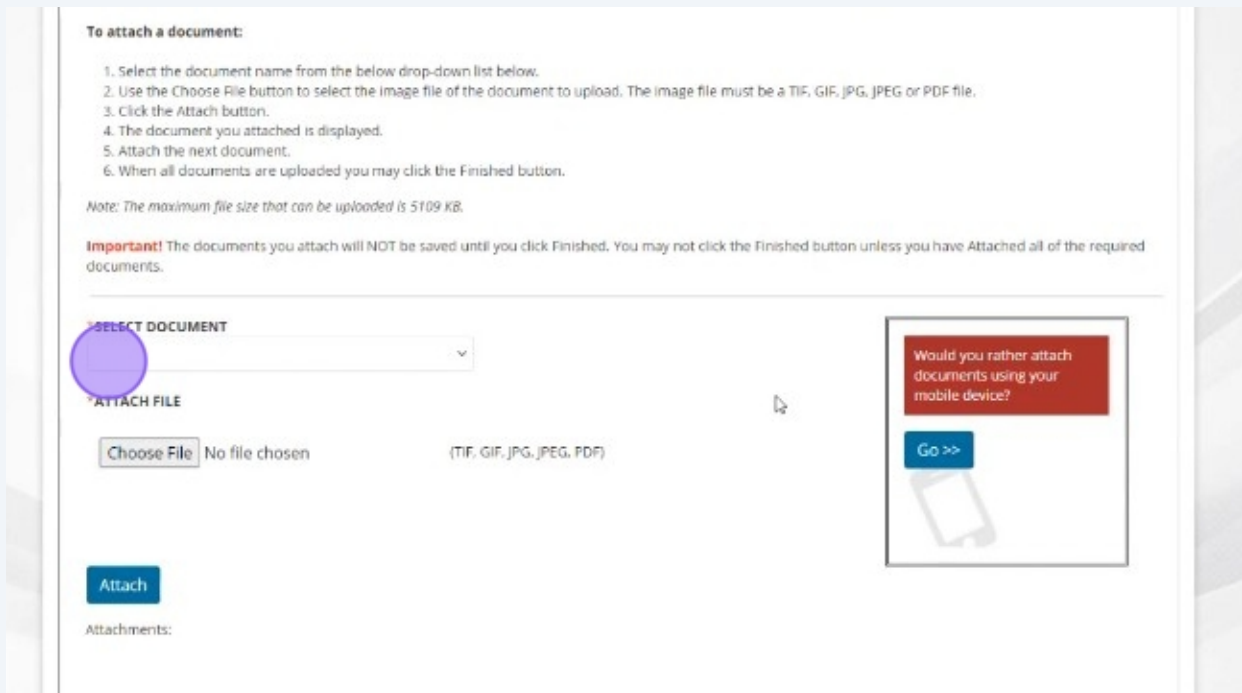 To attach a document:
1. Select the document name from the below drop-down list below.
2. Use the Choose File button to select the image file of the document to upload. The image file must be a TIF, GIF, JPG, JPEG or PDF file.
3. Click the Attach button.
4. The document you attached is displayed.
5. Attach the next document.
6. When all documents are uploaded you may click the Finished button.
Note: The maximum file size that can be uploaded is 5109 KB.
Important! The documents you attach will NOT be saved until you click Finished. You may not click the Finished button unless you have Attached all of the required
documents.
*SELECT DOCUMENT
*ATTACH FILE
Choose File No file chosen (TIF, GIF, JPG, JPEG, PDF)
Would you rather attach
documents using your
mobile device?
Go >>
Attach
Attachments: